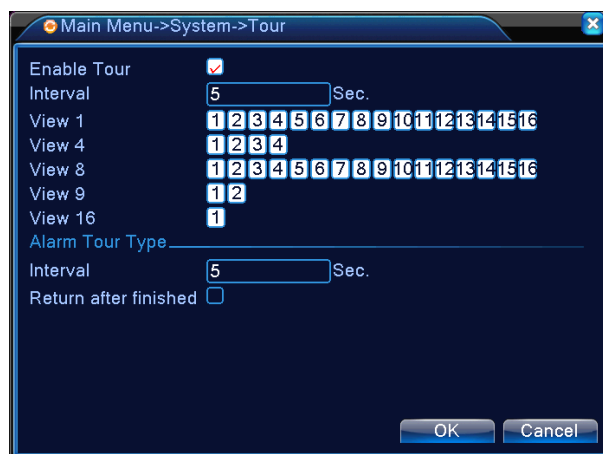 Main Menu->System->Tour
Enable Tour
Interval 5 Sec.
View 1 1 2 3 4 5 6 7 8 9 10 11 12 13 14 15 16
View 4 1 2 3 4
View 8 1 2 3 4 5 6 7 8 9 10 11 12 13 14 15 16
View 9 1 2
View 16 1
Alarm Tour Type
Interval 5 Sec.
Return after finished
OK Cancel